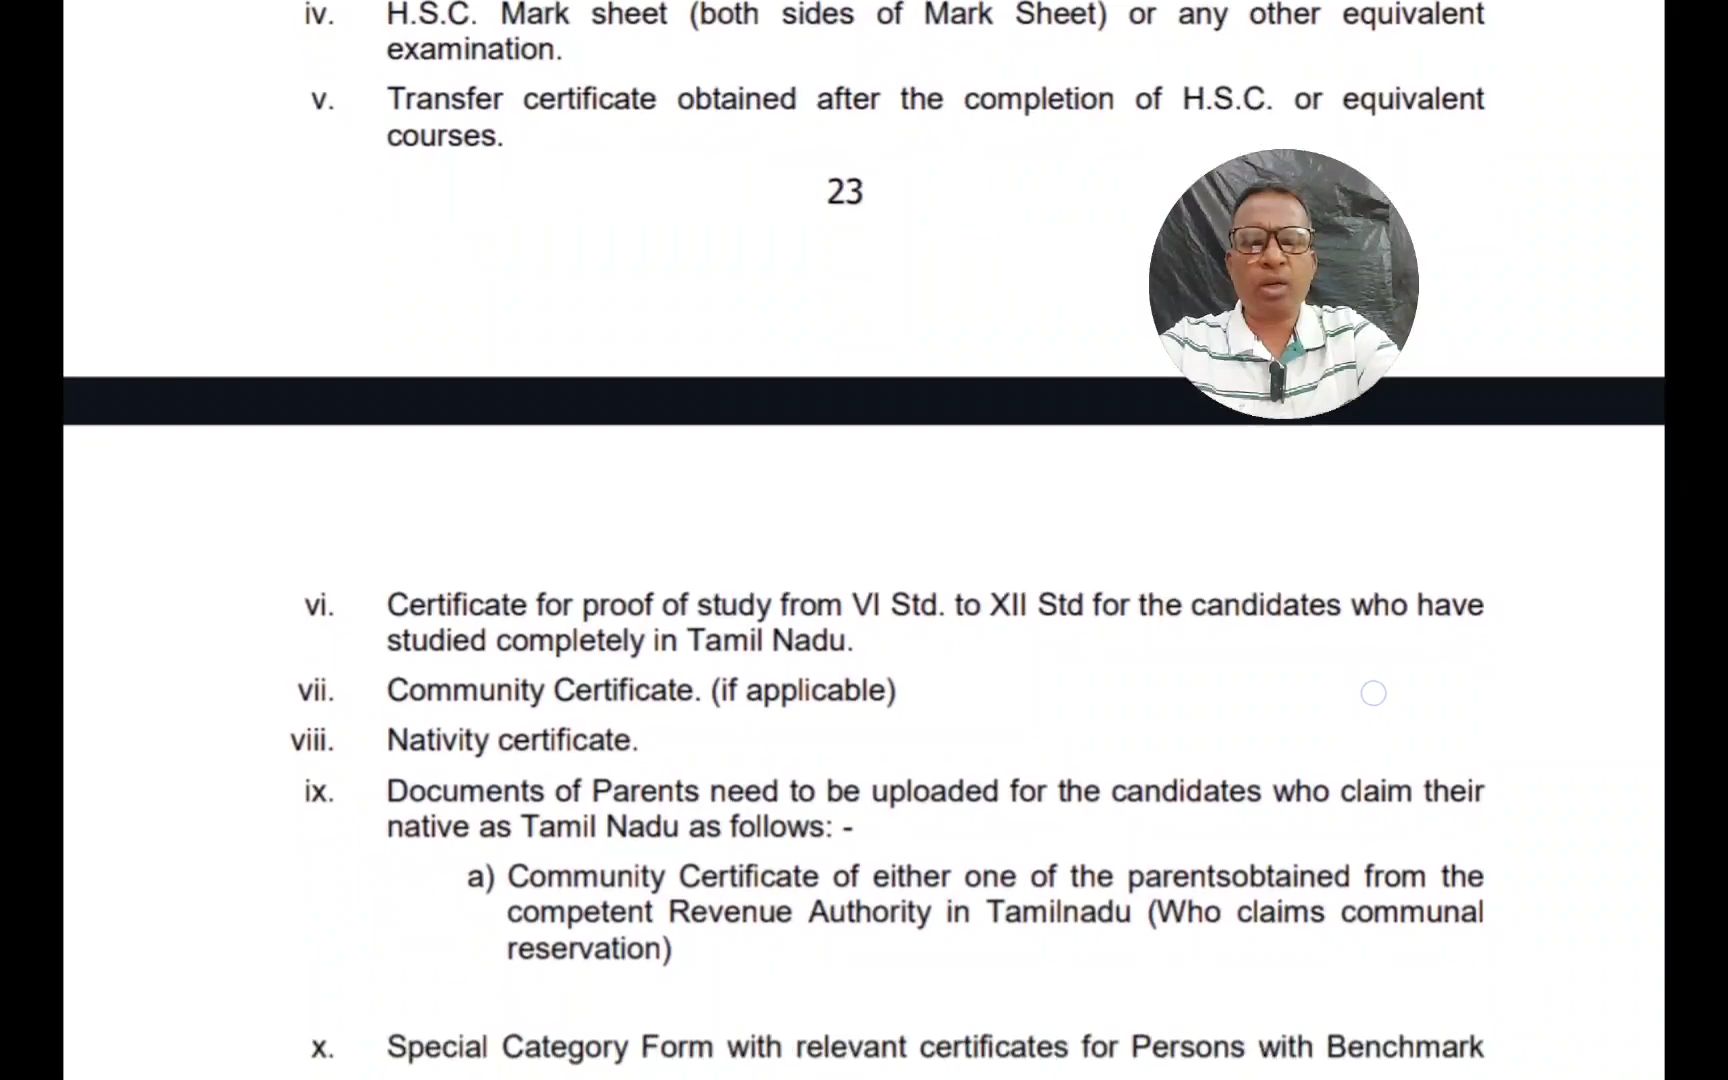 iv. H.S.C. Mark sheet (both sides of Mark Sheet) or any other equivalent
examination.
v. Transfer certificate obtained after the completion of H.S.C. or equivalent
courses.
23
vi. Certificate for proof of study from VI Std. to XII Std for the candidates who have
studied completely in Tamil Nadu.
vii. Community Certificate. (if applicable)
viii. Nativity certificate.
ix. Documents of Parents need to be uploaded for the candidates who claim their
native as Tamil Nadu as follows: -
a) Community Certificate of either one of the parentsobtained from the
competent Revenue Authority in Tamilnadu (Who claims communal
reservation)
x. Special Category Form with relevant certificates for Persons with Benchmark